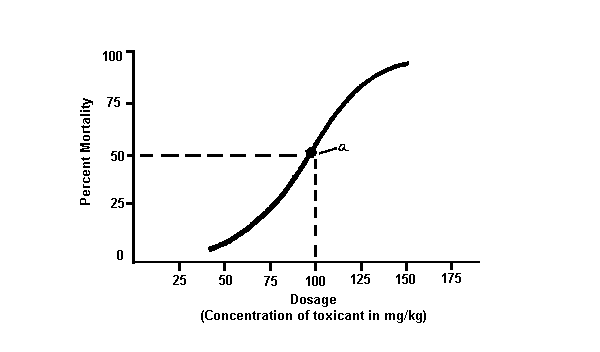 100
75
50
25
0
Percent Mortality
a
25 50 75 100 125 150 175
Dosage
(Concentration of toxicant in mg/kg)